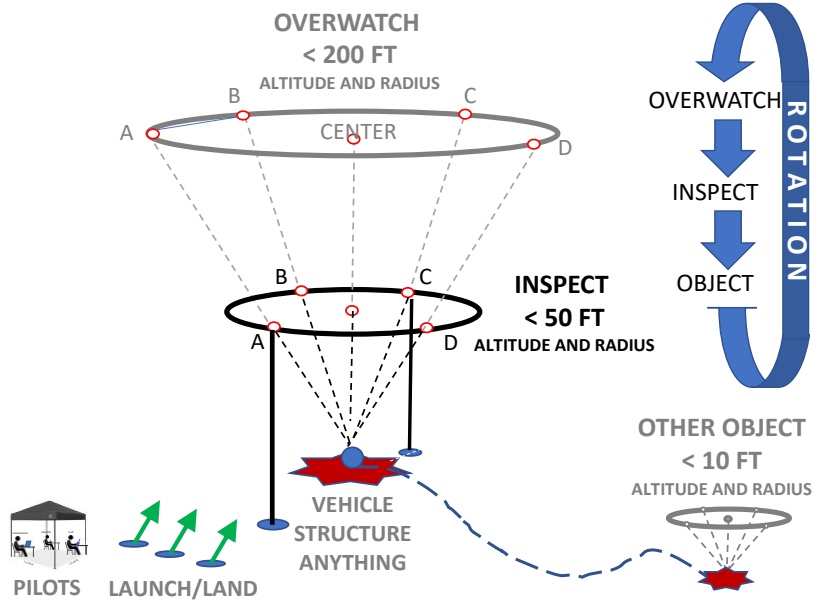 OVERWATCH
< 200 FT
ALTITUDE AND RADIUS
B
C
A
CENTER
D
B
C
A
D
INSPECT
< 50 FT
ALTITUDE AND RADIUS
VEHICLE
STRUCTURE
ANYTHING
PILOTS
LAUNCH/LAND
OTHER OBJECT
< 10 FT
ALTITUDE AND RADIUS
OVERWATCH
INSPECT
OBJECT
ROTATION